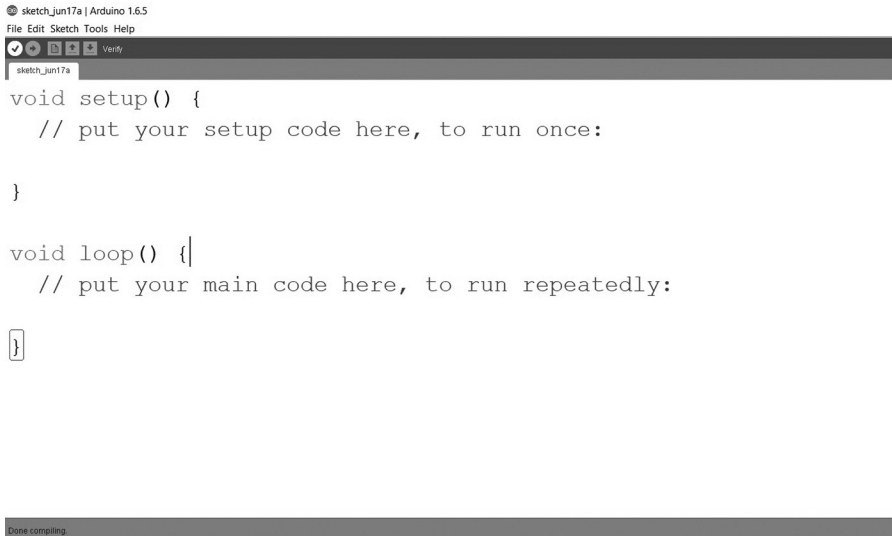 sketch_jun17a | Arduino 1.6.5
File Edit Sketch Tools Help
Verify
sketch_jun17a
void setup() {
  // put your setup code here, to run once:
}
void loop() {
  // put your main code here, to run repeatedly:
}
Done compiling.